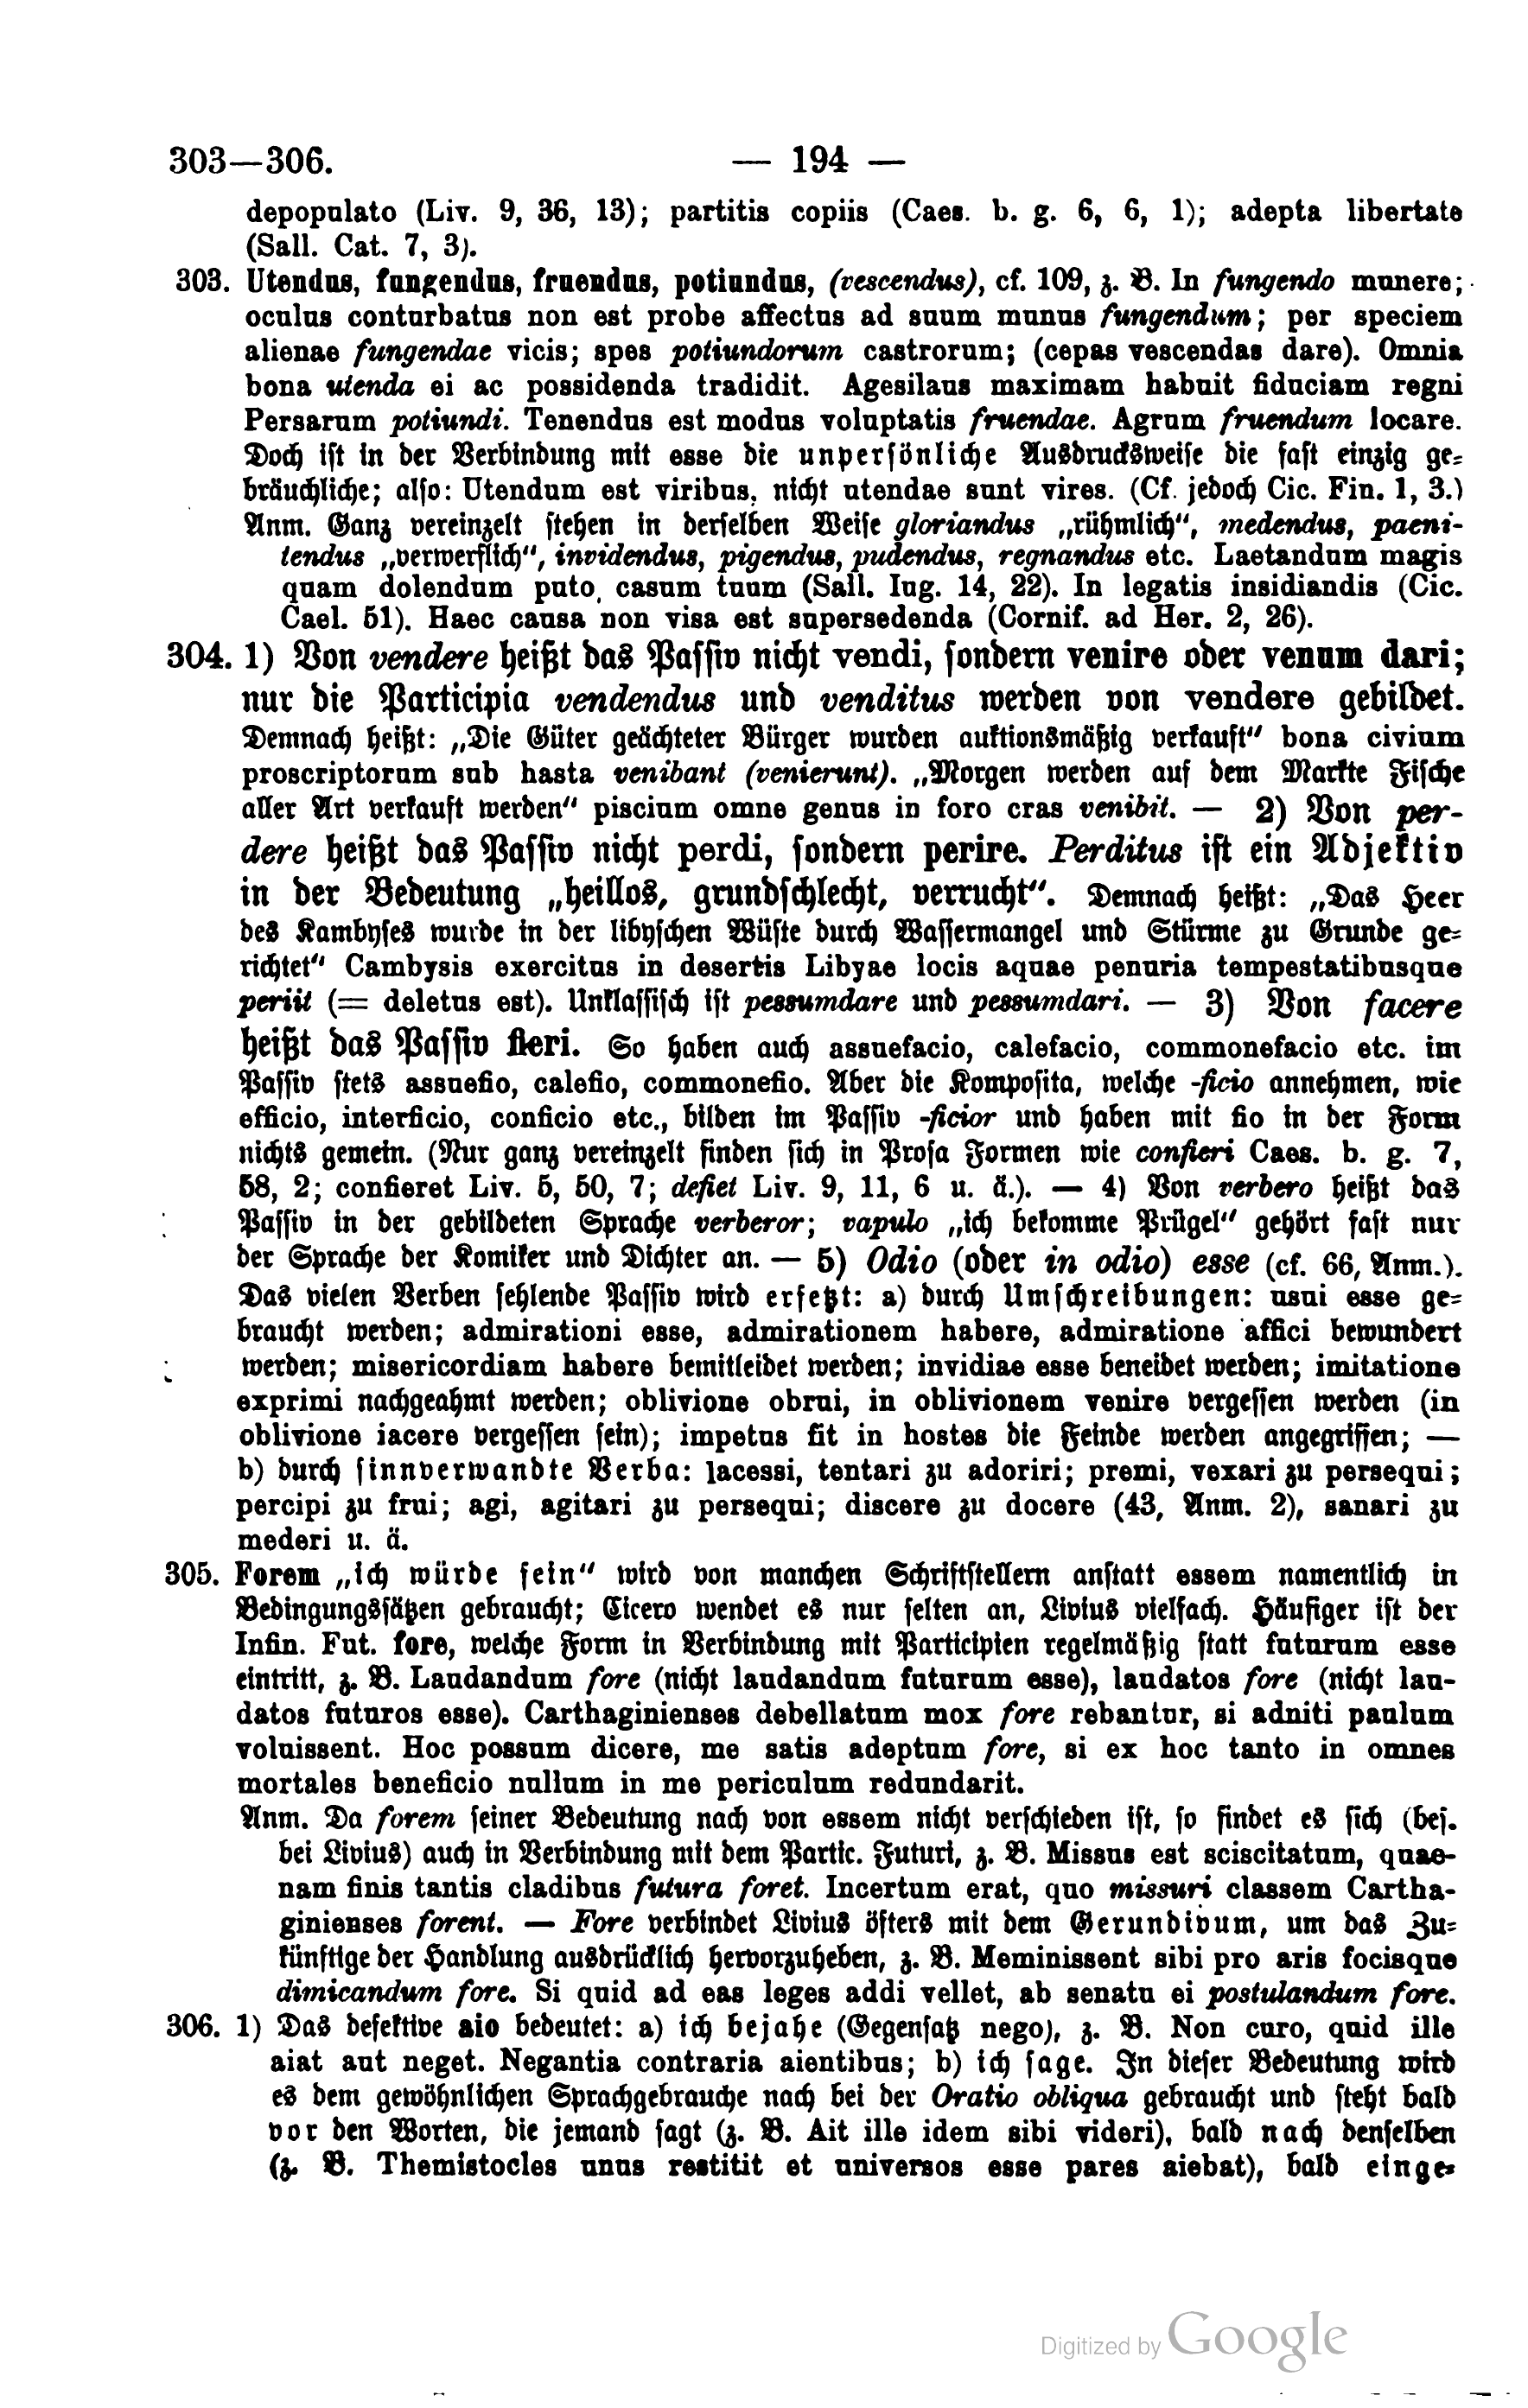 303—306.
— 194 —
depopulato (Liv. 9, 36, 13); partitis copiis (Caes. b. g. 6, 6, 1); adepta libertate
(Sall. Cat. 7, 3).
303. Utendus, fungendus, fruendus, potiundus, (vescendus), cf. 109, z. B. In fungendo munere;
oculus conturbatus non est probe affectus ad suum munus fungendum; per speciem
alienae fungendae vicis; spes potiundorum castrorum; (cepas vescendas dare). Omnia
bona utenda ei ac possidenda tradidit. Agesilaus maximam habuit fiduciam regni
Persarum potiundi. Tenendus est modus voluptatis fruendae. Agrum fruendum locare.
Doch ist in der Verbindung mit esse die unpersönliche Ausdrucksweise die fast einzig ge-
bräuchliche; also: Utendum est viribus, nicht utendae sunt vires. (Cf. jedoch Cic. Fin. 1, 3.)
Anm. Ganz vereinzelt stehen in derselben Weise gloriandus „rühmlich“, medendus, paeni-
tendus „verwerflich“, invidendus, pigendus, pudendus, regnandus etc. Laetandum magis
quam dolendum puto, casum tuum (Sall. Iug. 14, 22). In legatis insidiandis (Cic.
Cael. 51). Haec causa non visa est supersedenda (Cornif. ad Her. 2, 26).
304. 1) Von vendere heißt das Passiv nicht vendi, sondern venire oder venum dari;
nur die Participia vendendus und venditus werden von vendere gebildet.
Demnach heißt: „Die Güter geächteter Bürger wurden auktionsmäßig verkauft“ bona civium
proscriptorum sub hasta venibant (venierunt). „Morgen werden auf dem Markte Fische
aller Art verkauft werden“ piscium omne genus in foro cras venibit. — 2) Von per-
dere heißt das Passiv nicht perdi, sondern perire. Perditus ist ein Adjektiv
in der Bedeutung „heillos, grundschlecht, verrucht“. Demnach heißt: „Das Heer
des Kambyses wurde in der libyschen Wüste durch Wassermangel und Stürme zu Grunde ge-
richtet“ Cambysis exercitus in desertis Libyae locis aquae penuria tempestatibusque
periit (= deletus est). Unklassisch ist pessumdare und pessumdari. — 3) Von facere
heißt das Passiv fieri. So haben auch assuefacio, calefacio, commonefacio etc. im
Passiv stets assuefio, calefio, commonefio. Aber die Komposita, welche -ficio annehmen, wie
efficio, interficio, conficio etc., bilden im Passiv -ficior und haben mit fio in der Form
nichts gemein. (Nur ganz vereinzelt finden sich in Prosa Formen wie confieri Caes. b. g. 7,
58, 2; confieret Liv. 5, 50, 7; defiet Liv. 9, 11, 6 u. ä.). — 4) Von verbero heißt das
Passiv in der gebildeten Sprache verberor; vapulo „ich bekomme Prügel“ gehört fast nur
der Sprache der Komiker und Dichter an. — 5) Odio (oder in odio) esse (cf. 66, Anm.).
Das vielen Verben fehlende Passiv wird ersetzt: a) durch Umschreibungen: usui esse ge-
braucht werden; admirationi esse, admirationem habere, admiratione affici bewundert
werden; misericordiam habere bemitleidet werden; invidiae esse beneidet werden; imitatione
exprimi nachgeahmt werden; oblivione obrui, in oblivionem venire vergessen werden (in
oblivione iacere vergessen sein); impetus fit in hostes die Feinde werden angegriffen; —
b) durch sinnverwandte Verba: lacessi, tentari zu adoriri; premi, vexari zu persequi;
percipi zu frui; agi, agitari zu persequi; discere zu docere (43, Anm. 2), sanari zu
mederi u. ä.
305. Forem „ich würde sein“ wird von manchen Schriftstellern anstatt essem namentlich in
Bedingungssätzen gebraucht; Cicero wendet es nur selten an, Livius vielfach. Häufiger ist der
Infin. Fut. fore, welche Form in Verbindung mit Participien regelmäßig statt futurum esse
eintritt, z. B. Laudandum fore (nicht laudandum futurum esse), laudatos fore (nicht lau-
datos futuros esse). Carthaginienses debellatum mox fore rebantur, si adniti paulum
voluissent. Hoc possum dicere, me satis adeptum fore, si ex hoc tanto in omnes
mortales beneficio nullum in me periculum redundarit.
Anm. Da forem seiner Bedeutung nach von essem nicht verschieden ist, so findet es sich (bes.
bei Livius) auch in Verbindung mit dem Partic. Futuri, z. B. Missus est sciscitatum, quae-
nam finis tantis cladibus futura foret. Incertum erat, quo missuri classem Cartha-
ginienses forent. — Fore verbindet Livius öfters mit dem Gerundivum, um das Zu-
künftige der Handlung ausdrücklich hervorzuheben, z. B. Meminissent sibi pro aris focisque
dimicandum fore. Si quid ad eas leges addi vellet, ab senatu ei postulandum fore.
306. 1) Das defektive aio bedeutet: a) ich bejahe (Gegensatz nego), z. B. Non curo, quid ille
aiat aut neget. Negantia contraria aientibus; b) ich sage. In dieser Bedeutung wird
es dem gewöhnlichen Sprachgebrauche nach bei der Oratio obliqua gebraucht und steht bald
vor den Worten, die jemand sagt (z. B. Ait ille idem sibi videri), bald nach denselben
(z. B. Themistocles unus restitit et universos esse pares aiebat), bald einge-
Digitized by Google